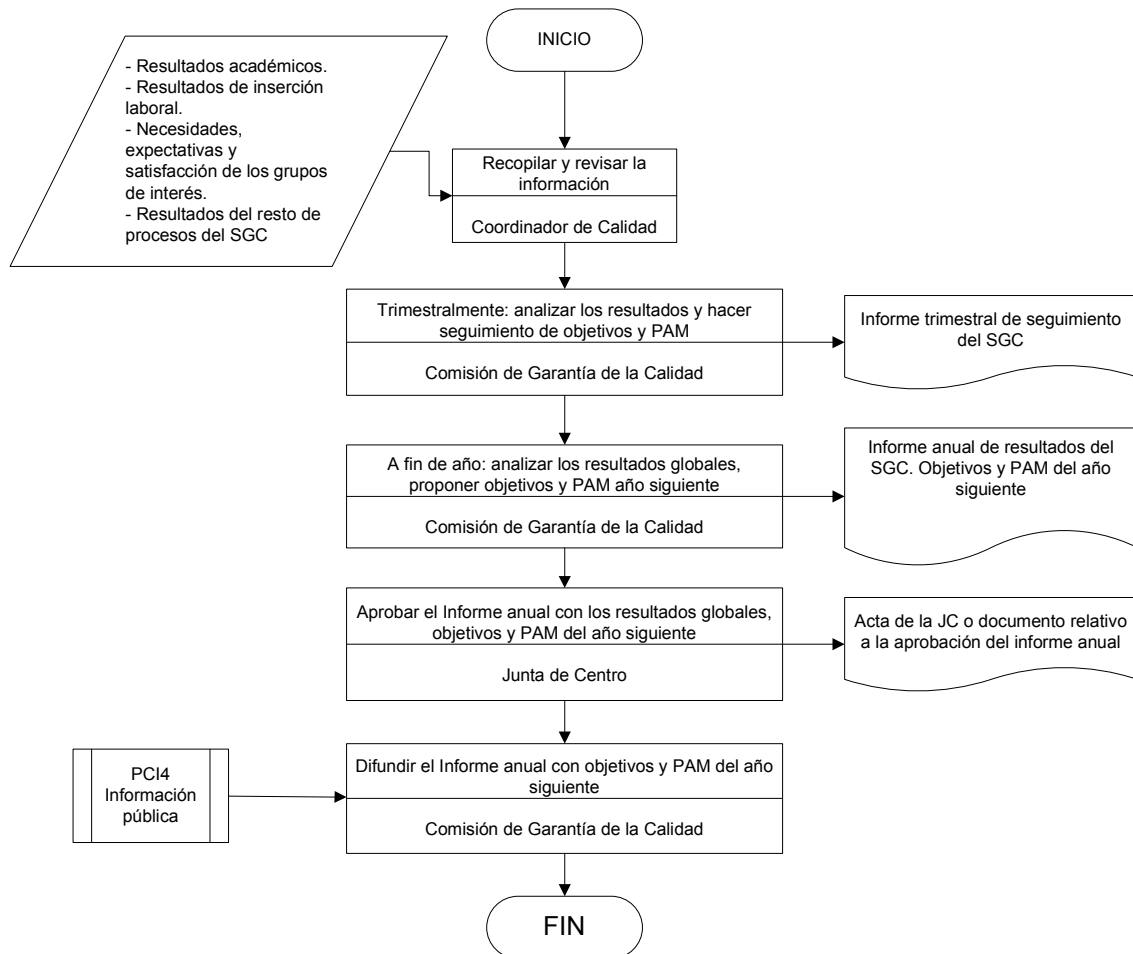 INICIO
- Resultados académicos.
- Resultados de inserción
laboral.
- Necesidades,
expectativas y
satisfacción de los grupos
de interés.
- Resultados del resto de
procesos del SGC
Recopilar y revisar la
información
Coordinador de Calidad
Trimestralmente: analizar los resultados y hacer
seguimiento de objetivos y PAM
Comisión de Garantía de la Calidad
Informe trimestral de seguimiento
del SGC
A fin de año: analizar los resultados globales,
proponer objetivos y PAM año siguiente
Comisión de Garantía de la Calidad
Informe anual de resultados del
SGC. Objetivos y PAM del año
siguiente
Aprobar el Informe anual con los resultados globales,
objetivos y PAM del año siguiente
Junta de Centro
Acta de la JC o documento relativo
a la aprobación del informe anual
PCI4
Información
pública
Difundir el Informe anual con objetivos y PAM del año
siguiente
Comisión de Garantía de la Calidad
FIN